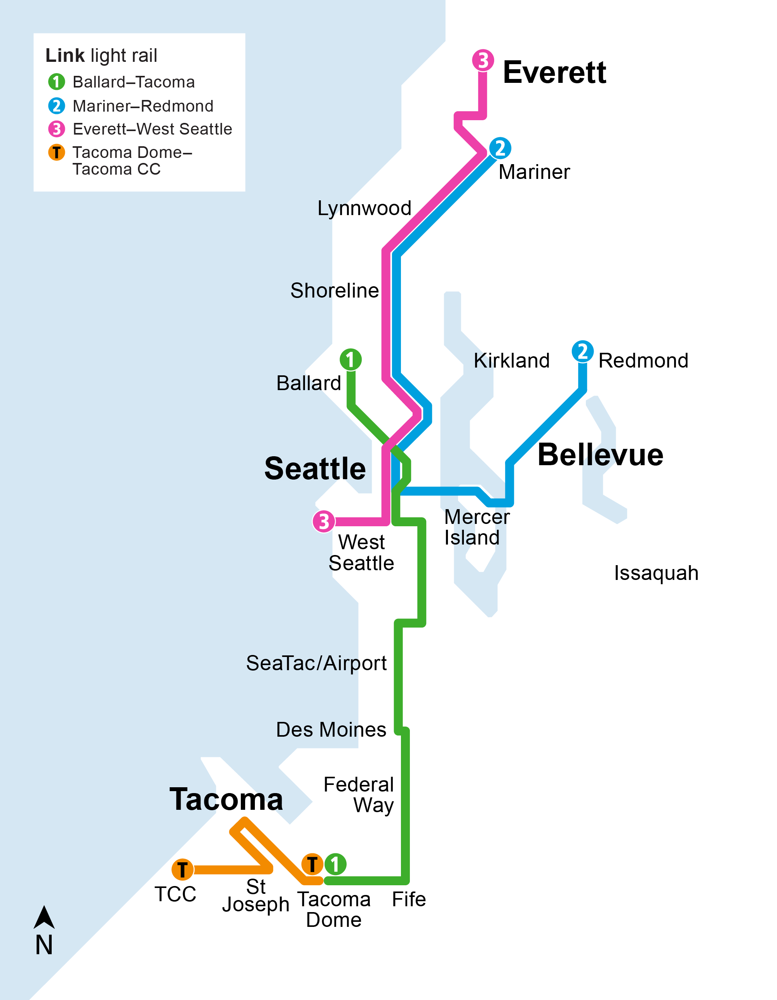 Link light rail
1 Ballard–Tacoma
2 Mariner–Redmond
3 Everett–West Seattle
T Tacoma Dome–
Tacoma CC
3
Everett
2
Mariner
Lynnwood
Shoreline
1
Ballard
Kirkland
2
Redmond
Seattle
Bellevue
3
West
Seattle
Mercer
Island
Issaquah
SeaTac/Airport
Des Moines
Federal
Way
Tacoma
T
TCC
St
Joseph
T 1
Tacoma
Dome
Fife
N